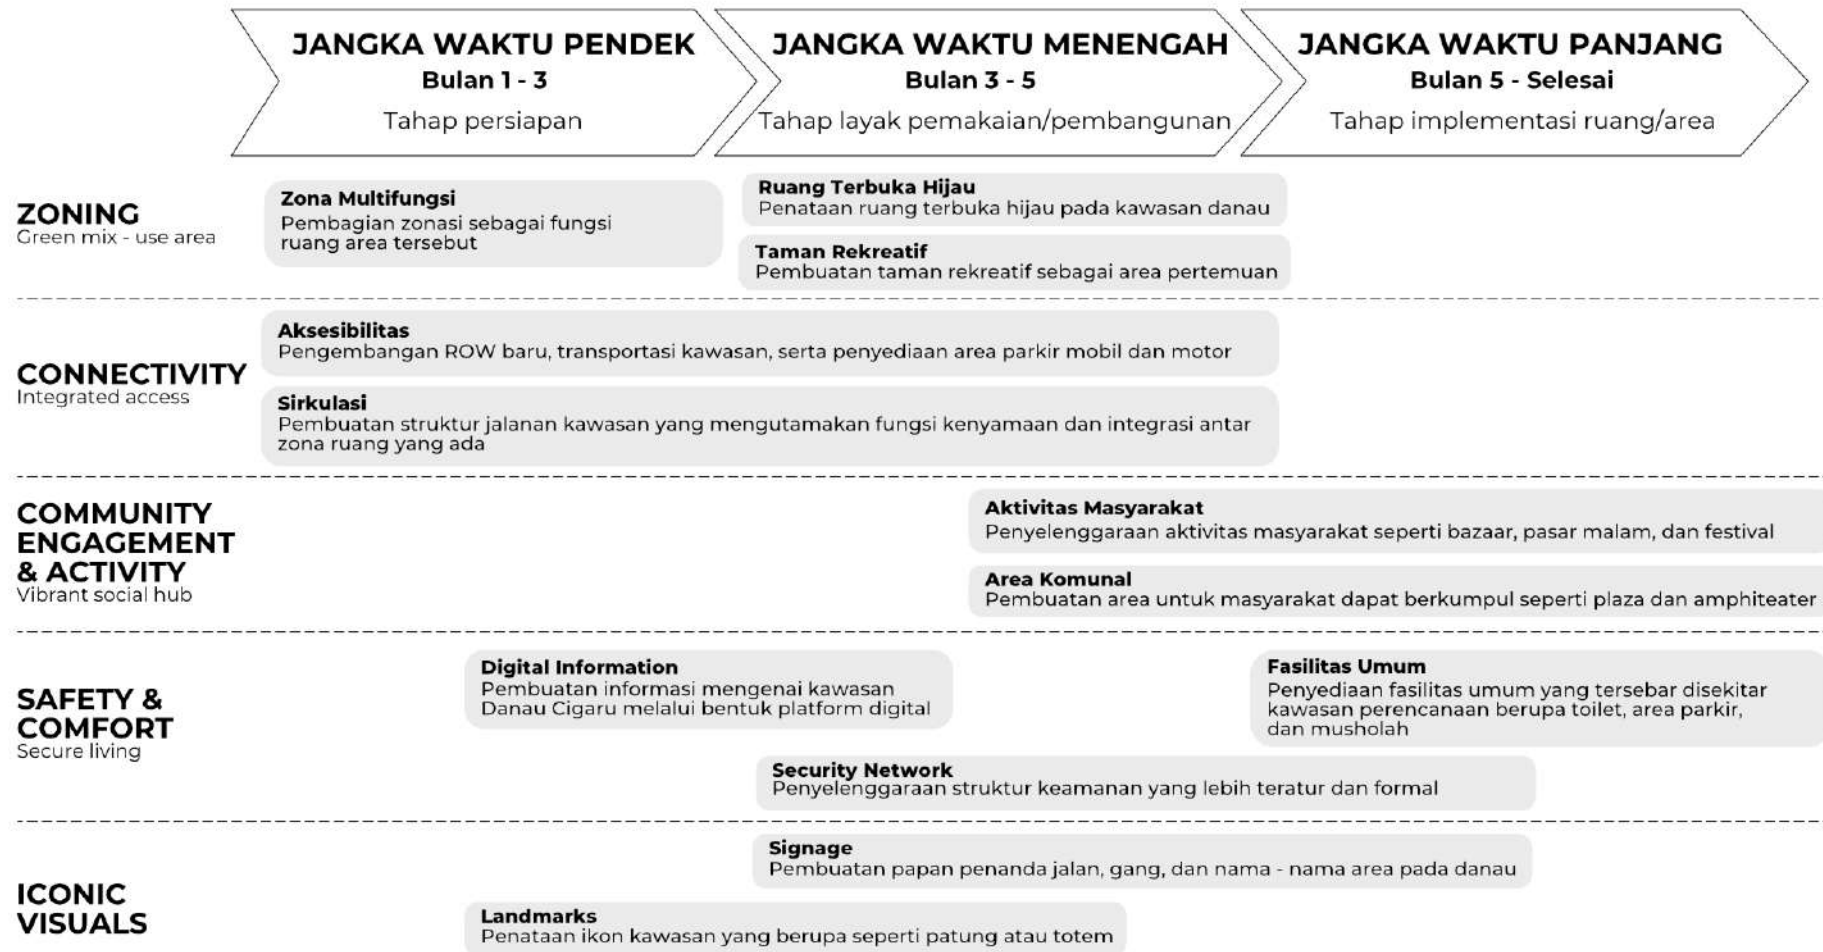 JANGKA WAKTU PENDEK
Bulan 1 - 3
Tahap persiapan
JANGKA WAKTU MENENGAH
Bulan 3 - 5
Tahap layak pemakaian/pembangunan
JANGKA WAKTU PANJANG
Bulan 5 - Selesai
Tahap implementasi ruang/area
ZONING
Green mix - use area
Zona Multifungsi
Pembagian zonasi sebagai fungsi
ruang area tersebut
Ruang Terbuka Hijau
Penataan ruang terbuka hijau pada kawasan danau
Taman Rekreatif
Pembuatan taman rekreatif sebagai area pertemuan
CONNECTIVITY
Integrated access
Aksesibilitas
Pengembangan ROW baru, transportasi kawasan, serta penyediaan area parkir mobil dan motor
Sirkulasi
Pembuatan struktur jalanan kawasan yang mengutamakan fungsi kenyamaan dan integrasi antar
zona ruang yang ada
COMMUNITY
ENGAGEMENT
& ACTIVITY
Vibrant social hub
Aktivitas Masyarakat
Penyelenggaraan aktivitas masyarakat seperti bazaar, pasar malam, dan festival
Area Komunal
Pembuatan area untuk masyarakat dapat berkumpul seperti plaza dan amphiteater
SAFETY &
COMFORT
Secure living
Digital Information
Pembuatan informasi mengenai kawasan
Danau Cigaru melalui bentuk platform digital
Fasilitas Umum
Penyediaan fasilitas umum yang tersebar disekitar
kawasan perencanaan berupa toilet, area parkir,
dan musholah
Security Network
Penyelenggaraan struktur keamanan yang lebih teratur dan formal
ICONIC
VISUALS
Signage
Pembuatan papan penanda jalan, gang, dan nama - nama area pada danau
Landmarks
Penataan ikon kawasan yang berupa seperti patung atau totem